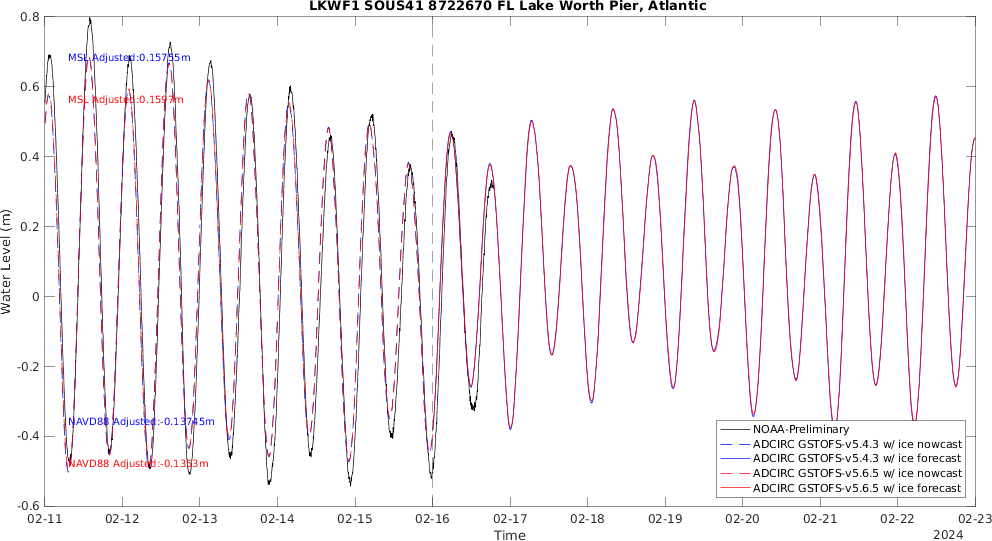 LKWF1 SOUS41 8722670 FL Lake Worth Pier, Atlantic
0.8
0.6
0.4
0.2
0
-0.2
-0.4
-0.6
Water Level (m)
MSL Adjusted:0.15755m
MSL Adjusted:0.1597m
NAVD88 Adjusted:-0.13745m
NAVD88 Adjusted:-0.1353m
NOAA-Preliminary
ADCIRC GSTOFS-v5.4.3 w/ ice nowcast
ADCIRC GSTOFS-v5.4.3 w/ ice forecast
ADCIRC GSTOFS-v5.6.5 w/ ice nowcast
ADCIRC GSTOFS-v5.6.5 w/ ice forecast
02-11 02-12 02-13 02-14 02-15 02-16 02-17 02-18 02-19 02-20 02-21 02-22 02-23
Time
2024